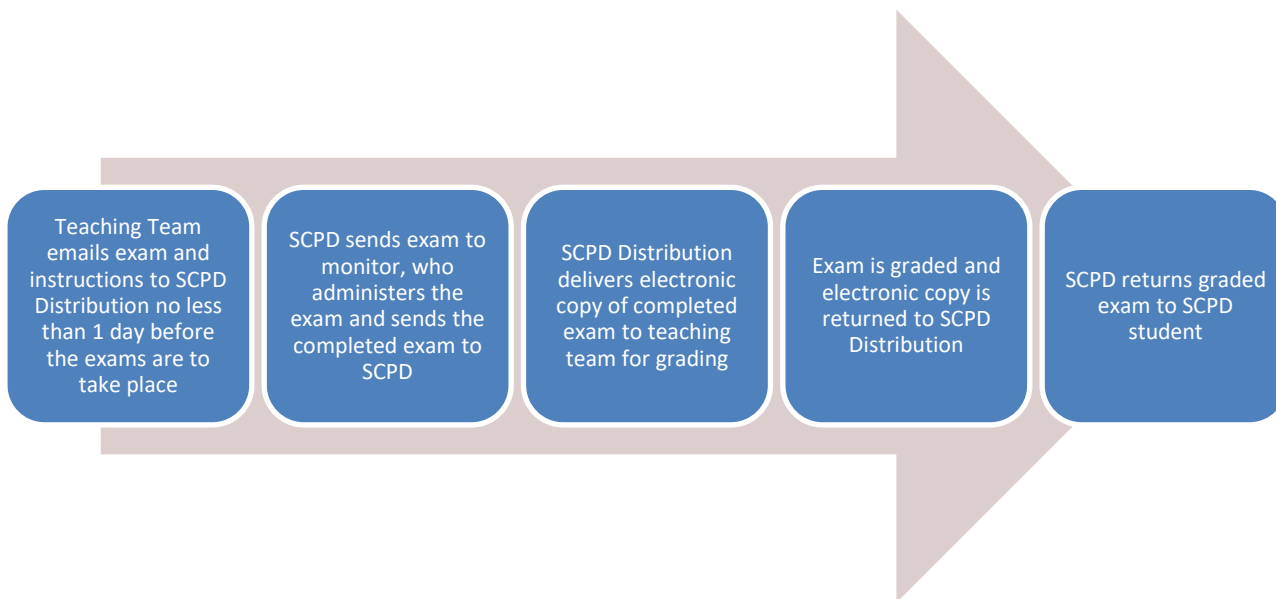 Teaching Team
emails exam and
instructions to SCPD
Distribution no less
than 1 day before
the exams are to
take place
SCPD sends exam to
monitor, who
administers the
exam and sends the
completed exam to
SCPD
SCPD Distribution
delivers electronic
copy of completed
exam to teaching
team for grading
Exam is graded and
electronic copy is
returned to SCPD
Distribution
SCPD returns graded
exam to SCPD
student